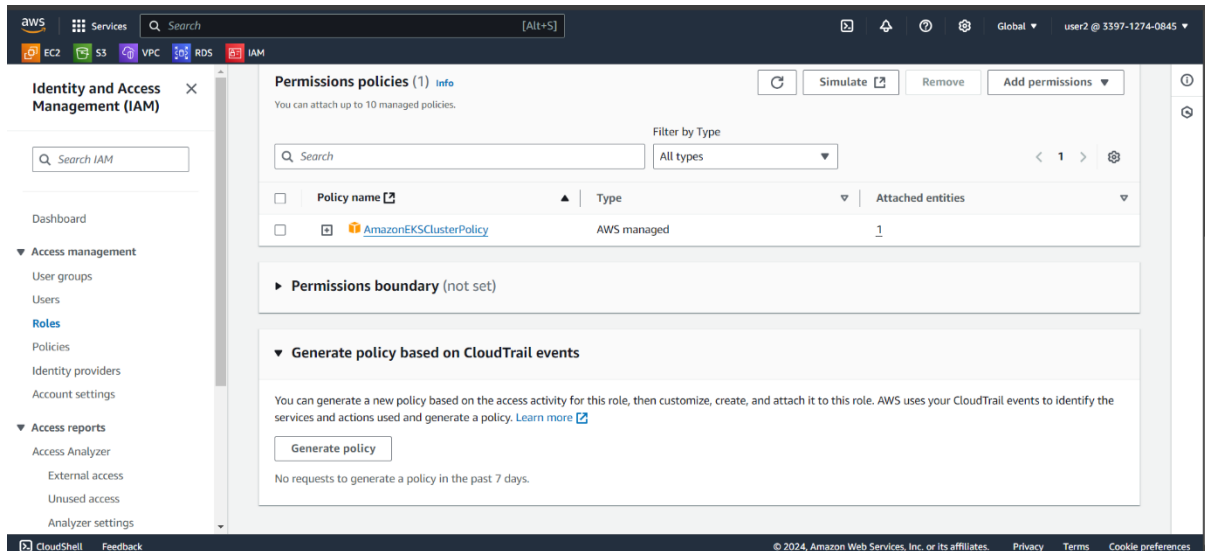 aws Services Search [Alt+S] Global user2 @ 3397-1274-0845
EC2 S3 VPC RDS IAM
Identity and Access
Management (IAM)
Search IAM
Dashboard
Access management
User groups
Users
Roles
Policies
Identity providers
Account settings
Access reports
Access Analyzer
External access
Unused access
Analyzer settings
Permissions policies (1) Info
Simulate Remove Add permissions
You can attach up to 10 managed policies.
Filter by Type
Search All types 1
Policy name Type Attached entities
AmazonEKSClusterPolicy AWS managed 1
Permissions boundary (not set)
Generate policy based on CloudTrail events
You can generate a new policy based on the access activity for this role, then customize, create, and attach it to this role. AWS uses your CloudTrail events to identify the
services and actions used and generate a policy. Learn more
Generate policy
No requests to generate a policy in the past 7 days.
CloudShell Feedback © 2024, Amazon Web Services, Inc. or its affiliates. Privacy Terms Cookie preferences